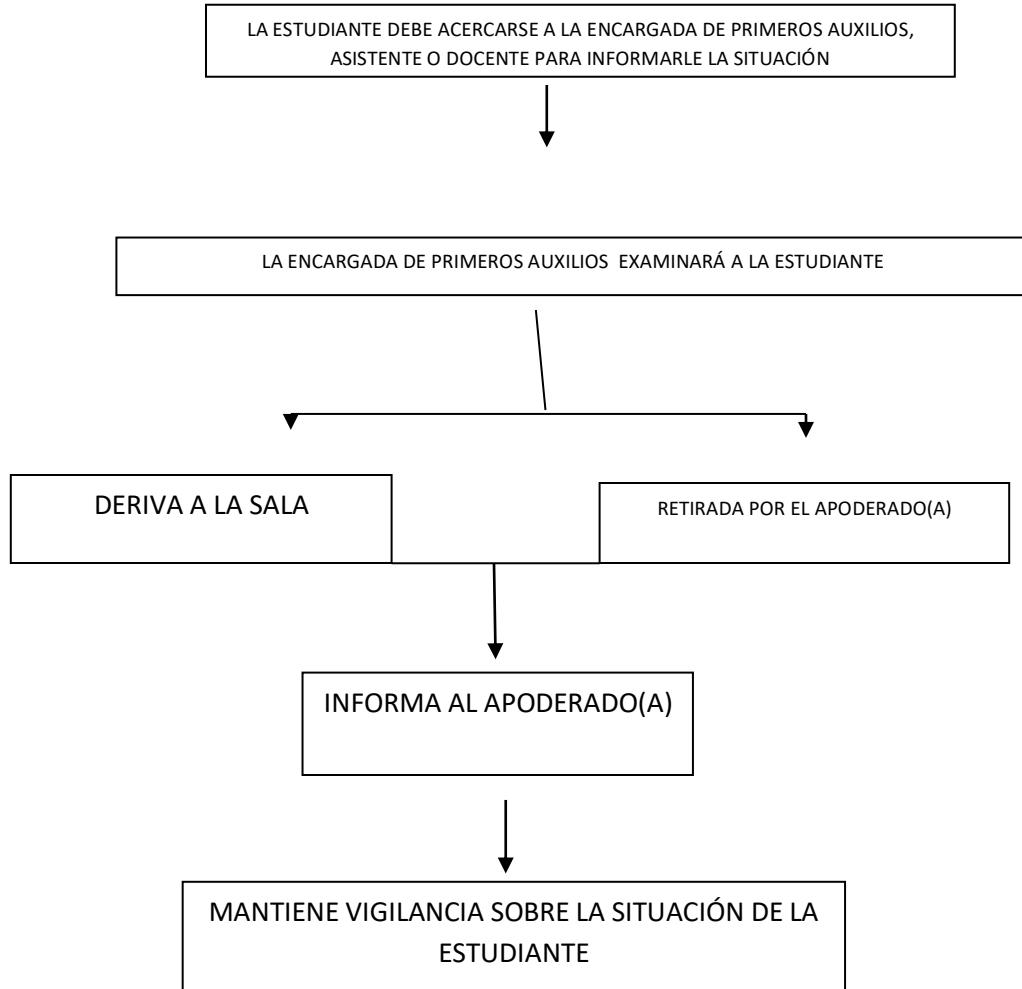 LA ESTUDIANTE DEBE ACERCARSE A LA ENCARGADA DE PRIMEROS AUXILIOS,
ASISTENTE O DOCENTE PARA INFORMARLE LA SITUACIÓN
LA ENCARGADA DE PRIMEROS AUXILIOS EXAMINARÁ A LA ESTUDIANTE
DERIVA A LA SALA
RETIRADA POR EL APODERADO(A)
INFORMA AL APODERADO(A)
MANTIENE VIGILANCIA SOBRE LA SITUACIÓN DE LA
ESTUDIANTE